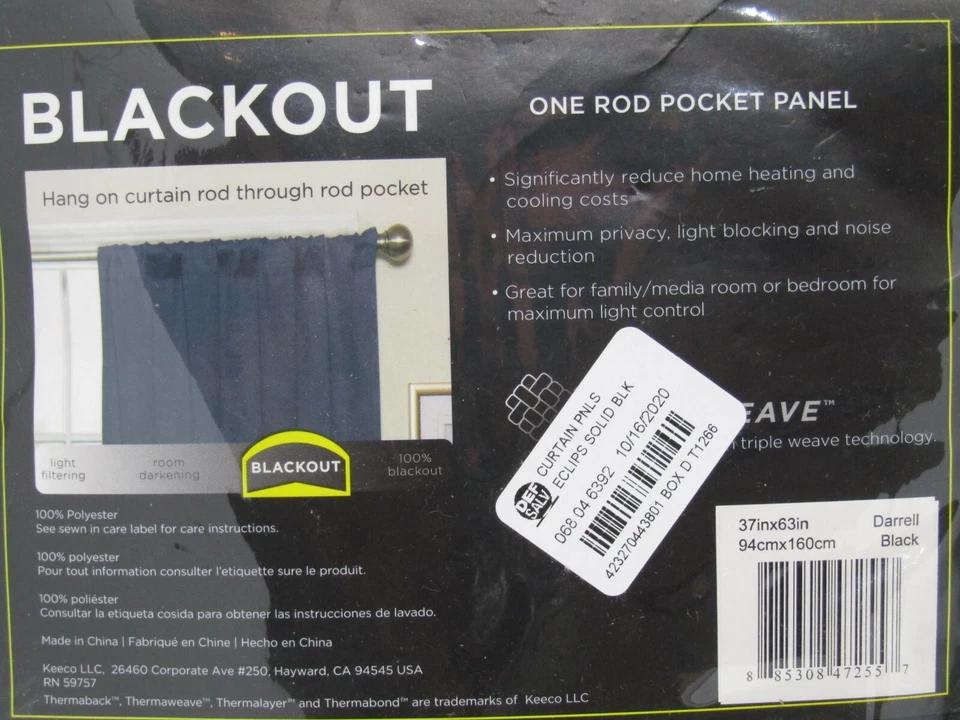 BLACKOUT
Hang on curtain rod through rod pocket
light
filtering
room
darkening
BLACKOUT
100%
blackout
ONE ROD POCKET PANEL
• Significantly reduce home heating and
cooling costs
• Maximum privacy, light blocking and noise
reduction
• Great for family/media room or bedroom for
maximum light control
EAVE™
triple weave technology.
DEF
SALV
CURTAIN PNLS
ECLIPS SOLID BLK
068 04 6392 10/16/2020
423270443801 BOX D T1266
100% Polyester
See sewn in care label for care instructions.
100% polyester
Pour tout information consulter l'etiquette sure le produit.
100% poliéster
Consultar la etiqueta cosida para obtener las instrucciones de lavado.
Made in China | Fabriqué en Chine | Hecho en China
Keeco LLC, 26460 Corporate Ave #250, Hayward, CA 94545 USA
RN 59757
Thermaback™, Thermaweave™, Thermalayer™ and Thermabond™ are trademarks of Keeco LLC
37inx63in Darrell
94cmx160cm Black
8 85308 47255 7